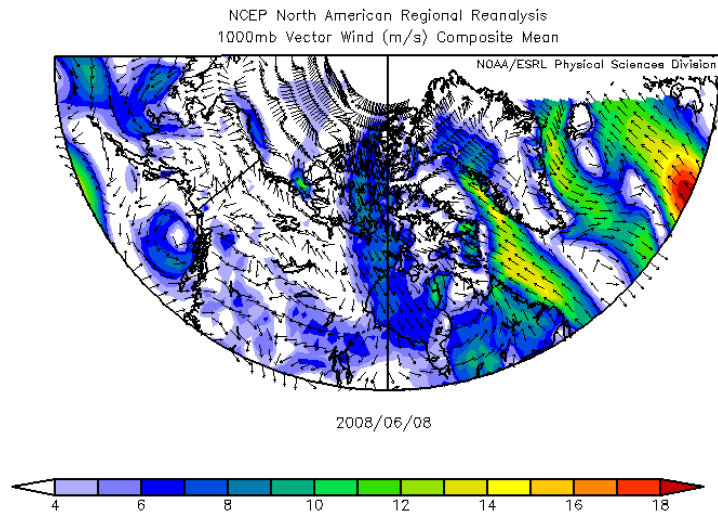 NCEP North American Regional Reanalysis
1000mb Vector Wind (m/s) Composite Mean
NOAA/ESRL Physical Sciences Division
2008/06/08
4 6 8 10 12 14 16 18